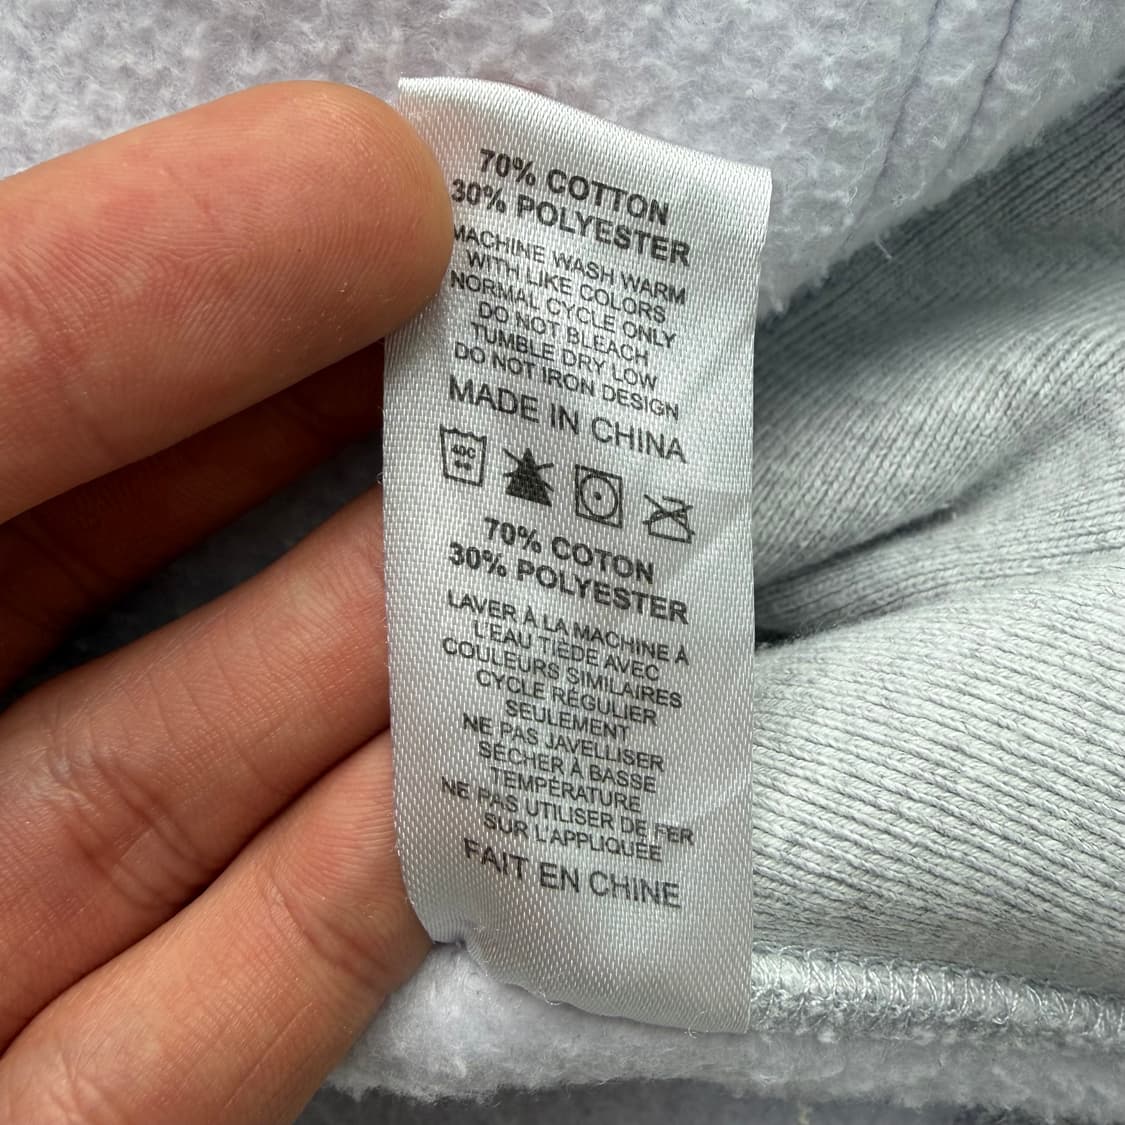 70% COTTON
30% POLYESTER
MACHINE WASH WARM
WITH LIKE COLORS
NORMAL CYCLE ONLY
DO NOT BLEACH
TUMBLE DRY LOW
DO NOT IRON DESIGN
MADE IN CHINA
70% COTON
30% POLYESTER
LAVER À LA MACHINE À
L'EAU TIÈDE AVEC
COULEURS SIMILAIRES
CYCLE RÉGULIER
SEULEMENT
NE PAS JAVELLISER
SÉCHER À BASSE
TEMPÉRATURE
NE PAS UTILISER DE FER
SUR L'APPLIQUÉE
FAIT EN CHINE